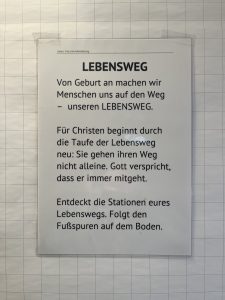 LEBENSWEG
Von Geburt an machen wir
Menschen uns auf den Weg
– unseren LEBENSWEG.
Für Christen beginnt durch
die Taufe der Lebensweg
neu: Sie gehen ihren Weg
nicht alleine. Gott verspricht,
dass er immer mitgeht.
Entdeckt die Stationen eures
Lebenswegs. Folgt den
Fußspuren auf dem Boden.